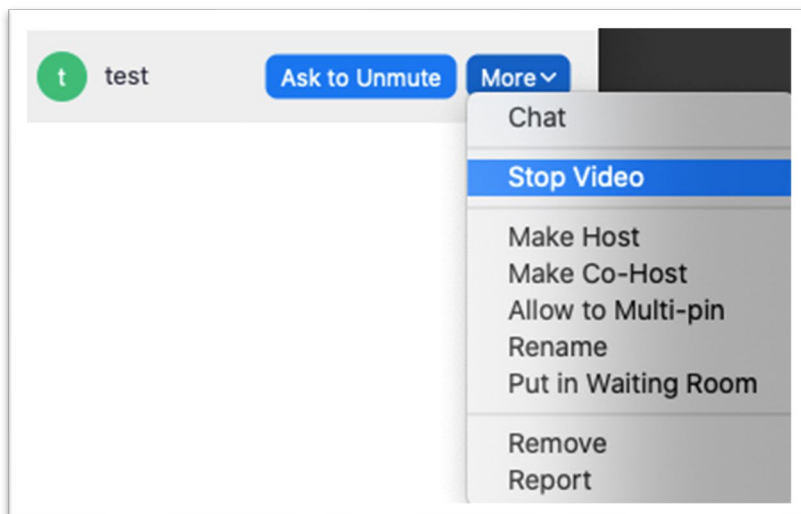 t test Ask to Unmute More
Chat
Stop Video
Make Host
Make Co-Host
Allow to Multi-pin
Rename
Put in Waiting Room
Remove
Report